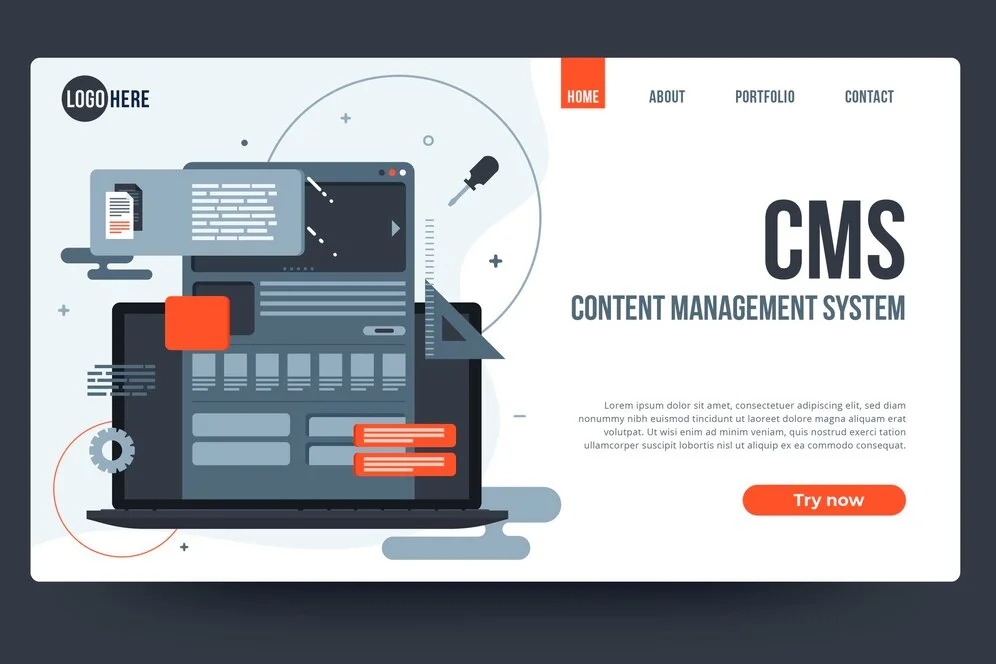 LOGO HERE
HOME ABOUT PORTFOLIO CONTACT
CMS
CONTENT MANAGEMENT SYSTEM
Lorem ipsum dolor sit amet, consectetuer adipiscing elit, sed diam
nonummy nibh euismod tincidunt ut laoreet dolore magna aliquam erat
volutpat. Ut wisi enim ad minim veniam, quis nostrud exerci tation
ullamcorper suscipit lobortis nisl ut aliquip ex ea commodo consequat.
Try now